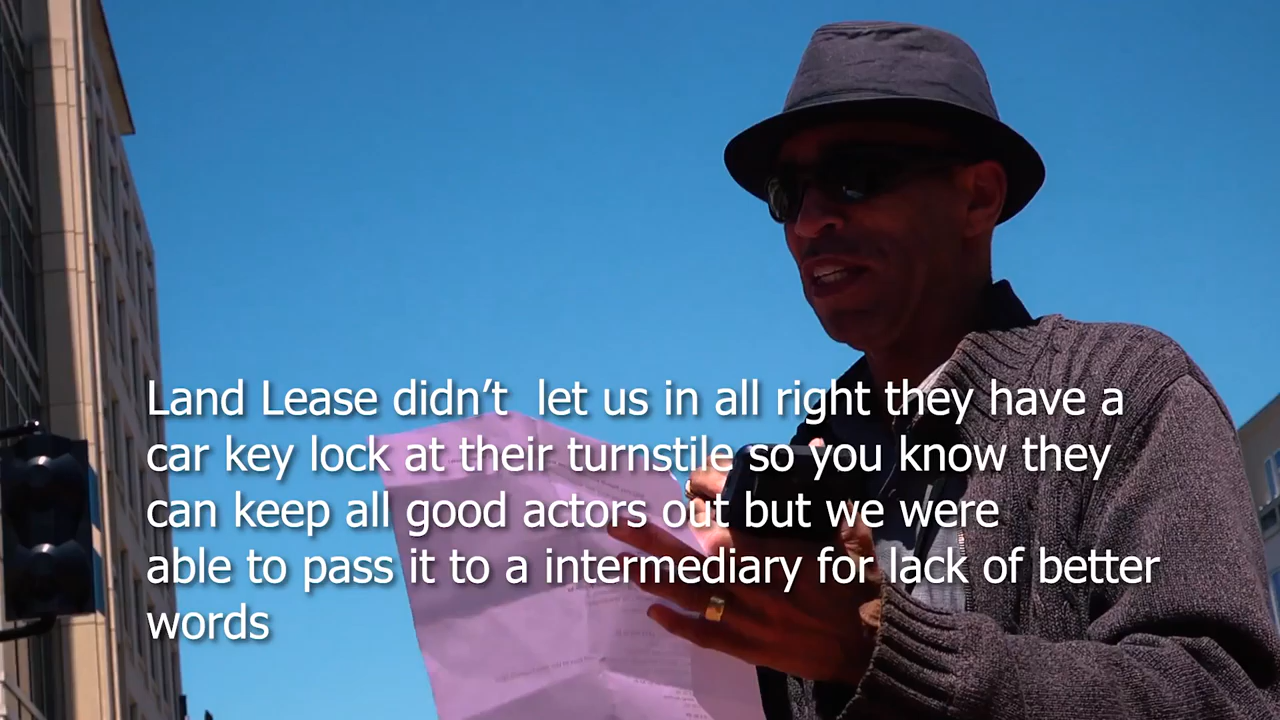 Land Lease didn’t  let us in all right they have a
car key lock at their turnstile so you know they
can keep all good actors out but we were
able to pass it to a intermediary for lack of better
words